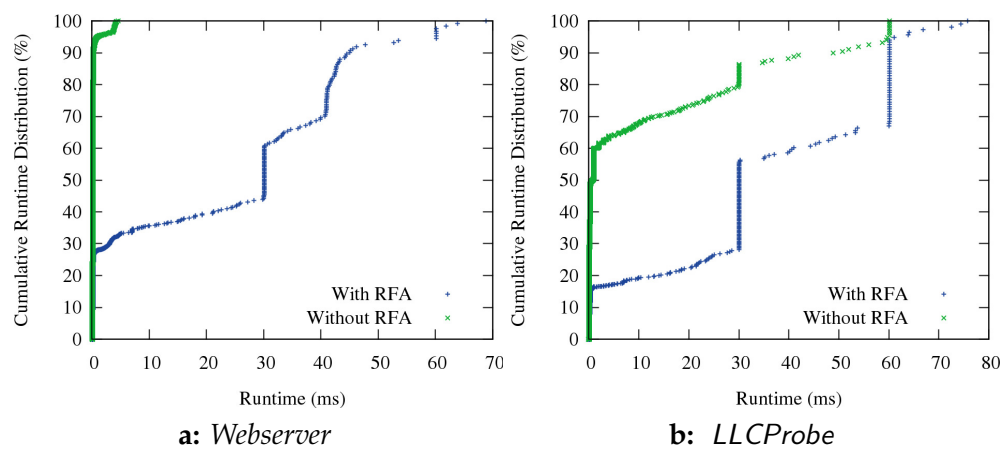 Cumulative Runtime Distribution (%)
100
90
80
70
60
50
40
30
20
10
0
With RFA
Without RFA
0 10 20 30 40 50 60 70
Runtime (ms)
a: Webserver
Cumulative Runtime Distribution (%)
100
90
80
70
60
50
40
30
20
10
0
With RFA
Without RFA
0 10 20 30 40 50 60 70 80
Runtime (ms)
b: LLCProbe